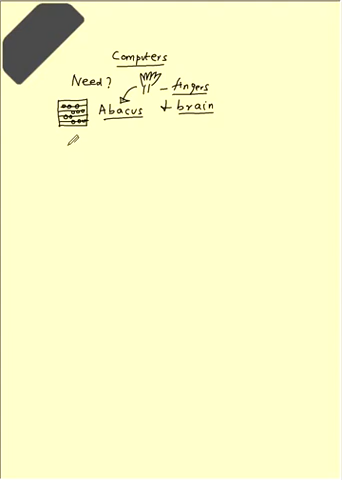 Computers
Need?
– fingers
Abacus
↓ brain